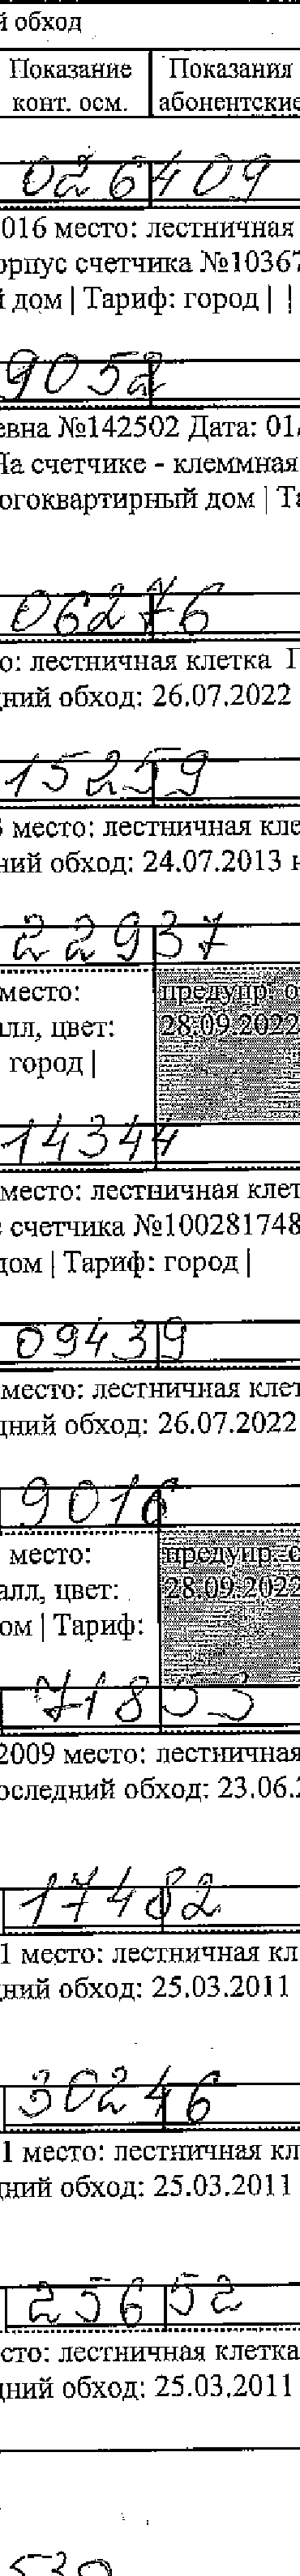 й обход
Показание Показания
конт. осм. абонентские
026409
016 место: лестничная
орпус счетчика №10367
й дом | Тариф: город | |
9052
евна №142502 Дата: 01
На счетчике - клеммная
огоквартирный дом | Та
06276
о: лестничная клетка П
дний обход: 26.07.2022
15259
место: лестничная кле
ний обход: 24.07.2013 н
22937
место: предупр. о
алл, цвет: 28.09.2022
город |
14344
место: лестничная клет
счетчика №100281748
дом | Тариф: город |
09439
место: лестничная клет
дний обход: 26.07.2022
9016
место: предупр. о
алл, цвет: 28.09.2022
ом | Тариф:
71853
2009 место: лестничная
оследний обход: 23.06.2
17482
1 место: лестничная кл
дний обход: 25.03.2011
30246
1 место: лестничная кл
дний обход: 25.03.2011
25652
сто: лестничная клетка
дний обход: 25.03.2011
530